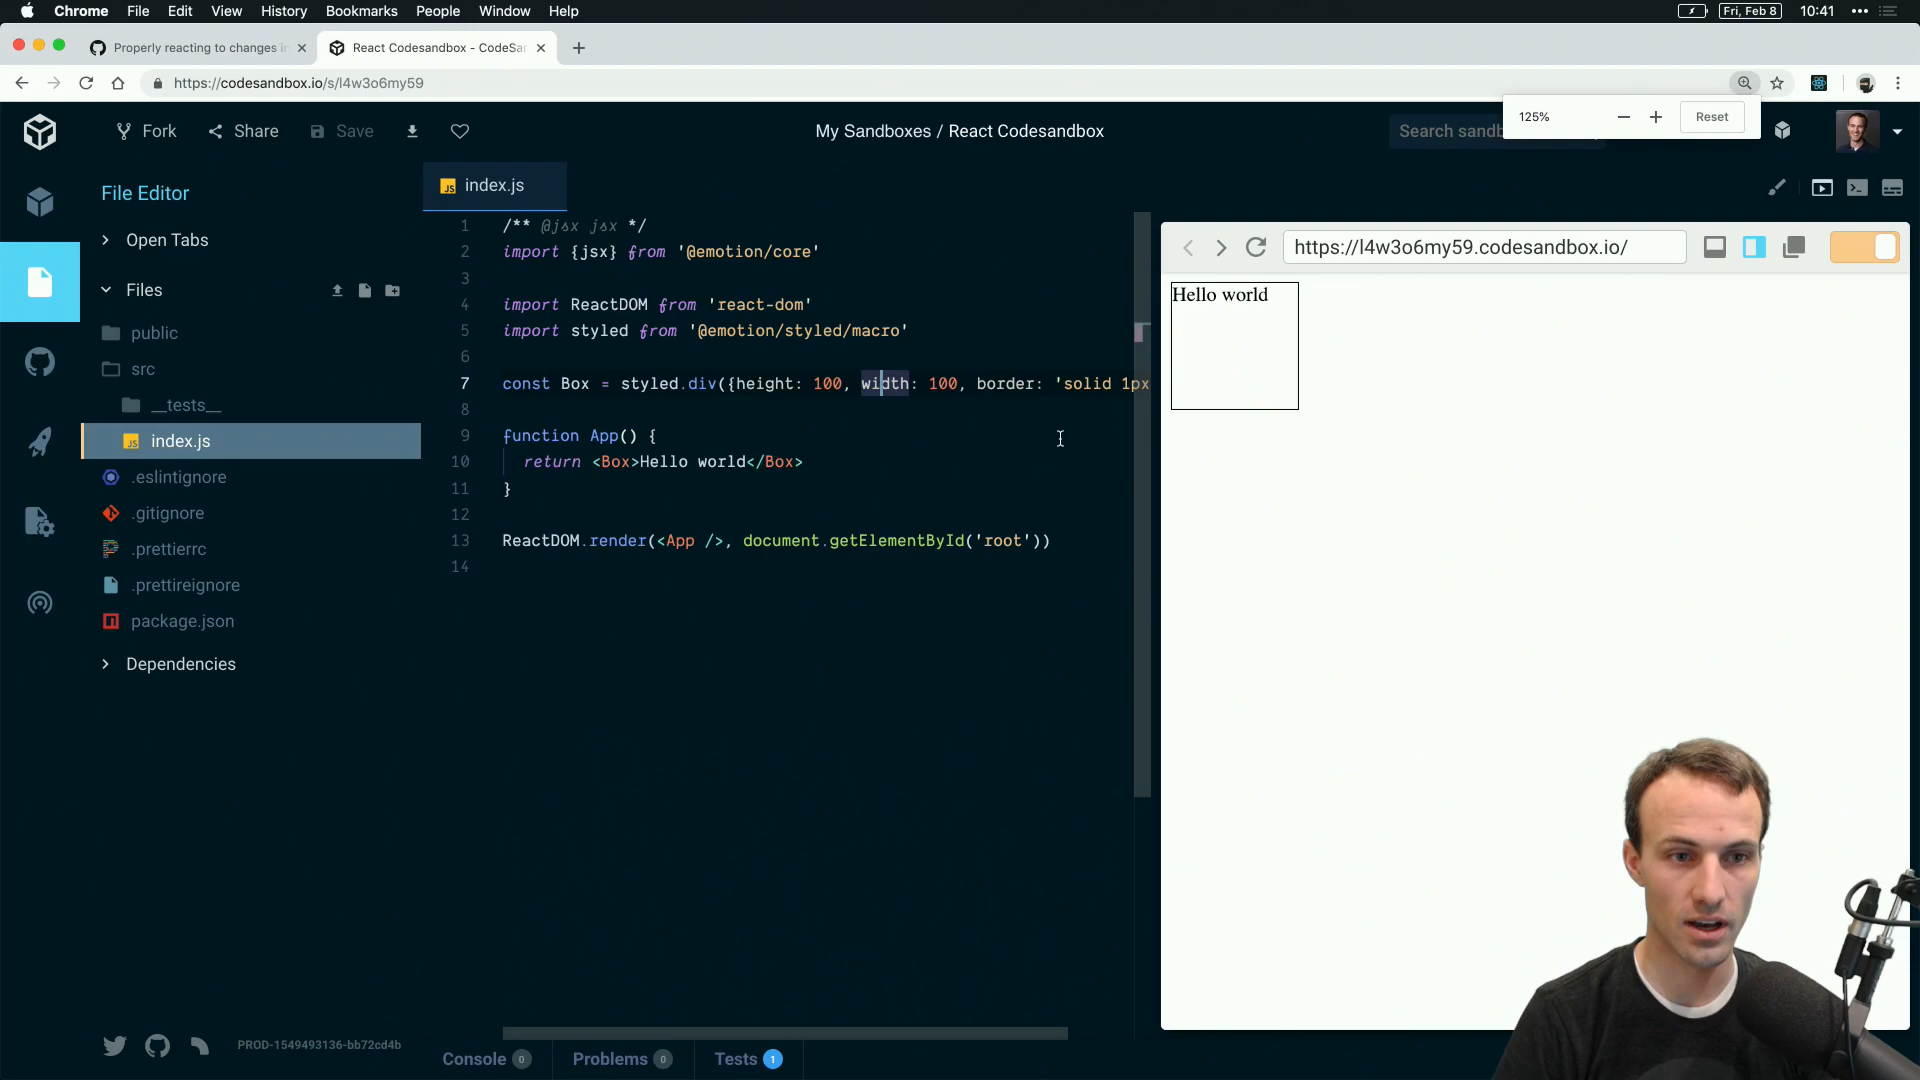 Chrome File Edit View History Bookmarks People Window Help
Fri, Feb 8 10:41
Properly reacting to changes i
React Codesandbox - CodeSa
https://codesandbox.io/s/l4w3o6my59
125% Reset
Fork Share Save
My Sandboxes / React Codesandbox
Search sandb
File Editor
Open Tabs
Files
public
src
__tests__
index.js
.eslintignore
.gitignore
.prettierrc
.prettireignore
package.json
Dependencies
PROD-1549493136-bb72cd4b
index.js
1 /** @jsx jsx */
2 import {jsx} from '@emotion/core'
3
4 import ReactDOM from 'react-dom'
5 import styled from '@emotion/styled/macro'
6
7 const Box = styled.div({height: 100, width: 100, border: 'solid 1px
8
9 function App() {
10 return <Box>Hello world</Box>
11 }
12
13 ReactDOM.render(<App />, document.getElementById('root'))
14
Console 0 Problems 0 Tests 1
https://l4w3o6my59.codesandbox.io/
Hello world